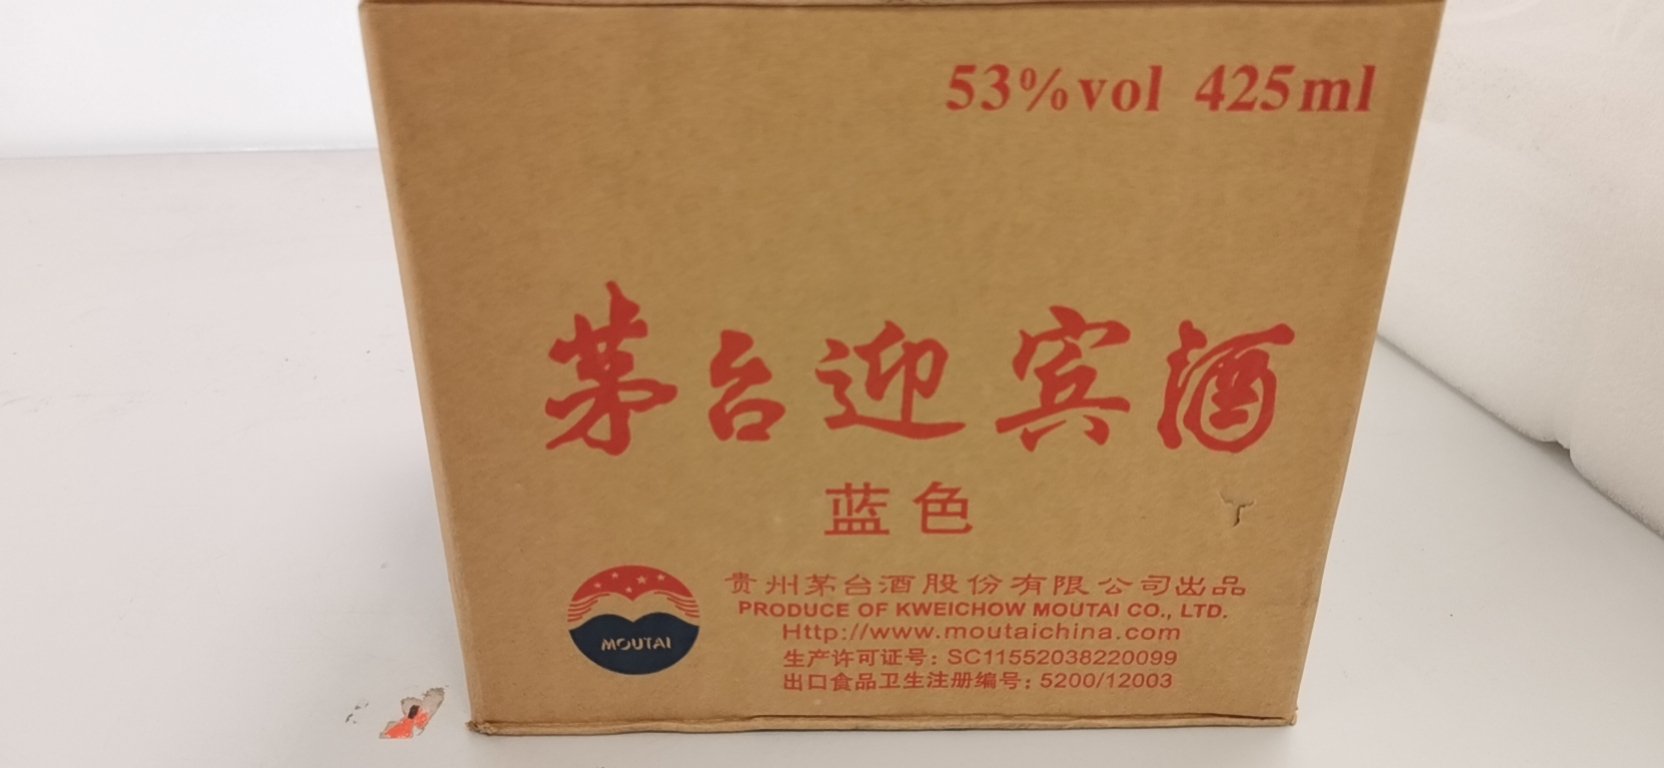 53%vol 425ml
茅台迎宾酒
蓝色
MOUTAI
贵州茅台酒股份有限公司出品
PRODUCE OF KWEICHOW MOUTAI CO., LTD.
Http://www.moutaichina.com
生产许可证号: SC11552038220099
出口食品卫生注册编号: 5200/12003